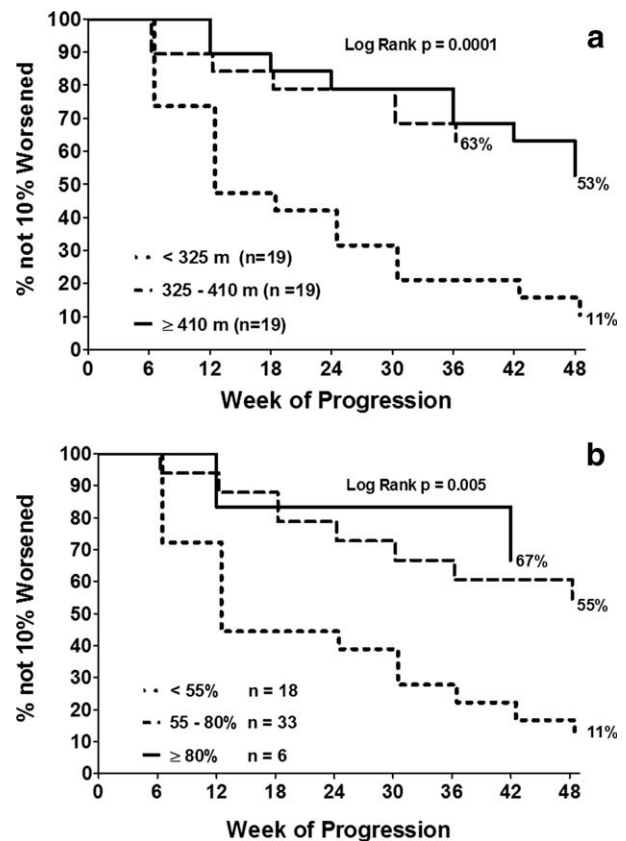 a
Log Rank p = 0.0001
% not 10% Worsened
100
90
80
70
60
50
40
30
20
10
0
63%
53%
11%
< 325 m (n=19)
325 - 410 m (n =19)
≥ 410 m (n=19)
0 6 12 18 24 30 36 42 48
Week of Progression
b
Log Rank p = 0.005
% not 10% Worsened
100
90
80
70
60
50
40
30
20
10
0
67%
55%
11%
< 55% n = 18
55 - 80% n = 33
≥ 80% n = 6
0 6 12 18 24 30 36 42 48
Week of Progression